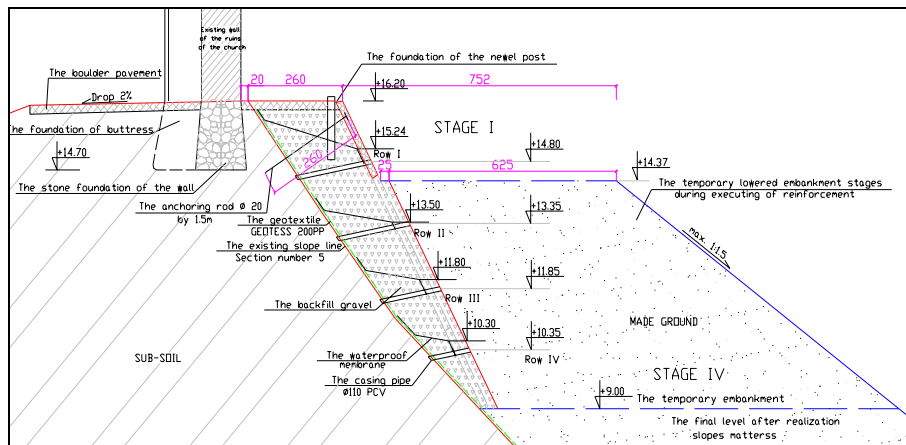 Existing wall
of the ruins
of the church
The foundation of the newel post
The boulder pavement
20
260
752
Drop 2%
+16.20
The foundation of buttress
STAGE I
+15.24
Row I
+14.80
+14.70
260
25
625
+14.37
The stone foundation of the wall
The temporary lowered embankment stages
during executing of reinforcement
The anchoring rod ø 20
by 1.5m
The geotextile
GEOTESS 200PP
+13.50
+13.35
Row II
The existing slope line
Section number 5
max. 1:1.5
+11.80
+11.85
Row III
The backfill gravel
+10.30
+10.35
MADE GROUND
SUB-SOIL
The waterproof
membrane
Row IV
The casing pipe
ø110 PCV
STAGE IV
+9.00
The temporary embankment
The final level after realization
slopes matterss